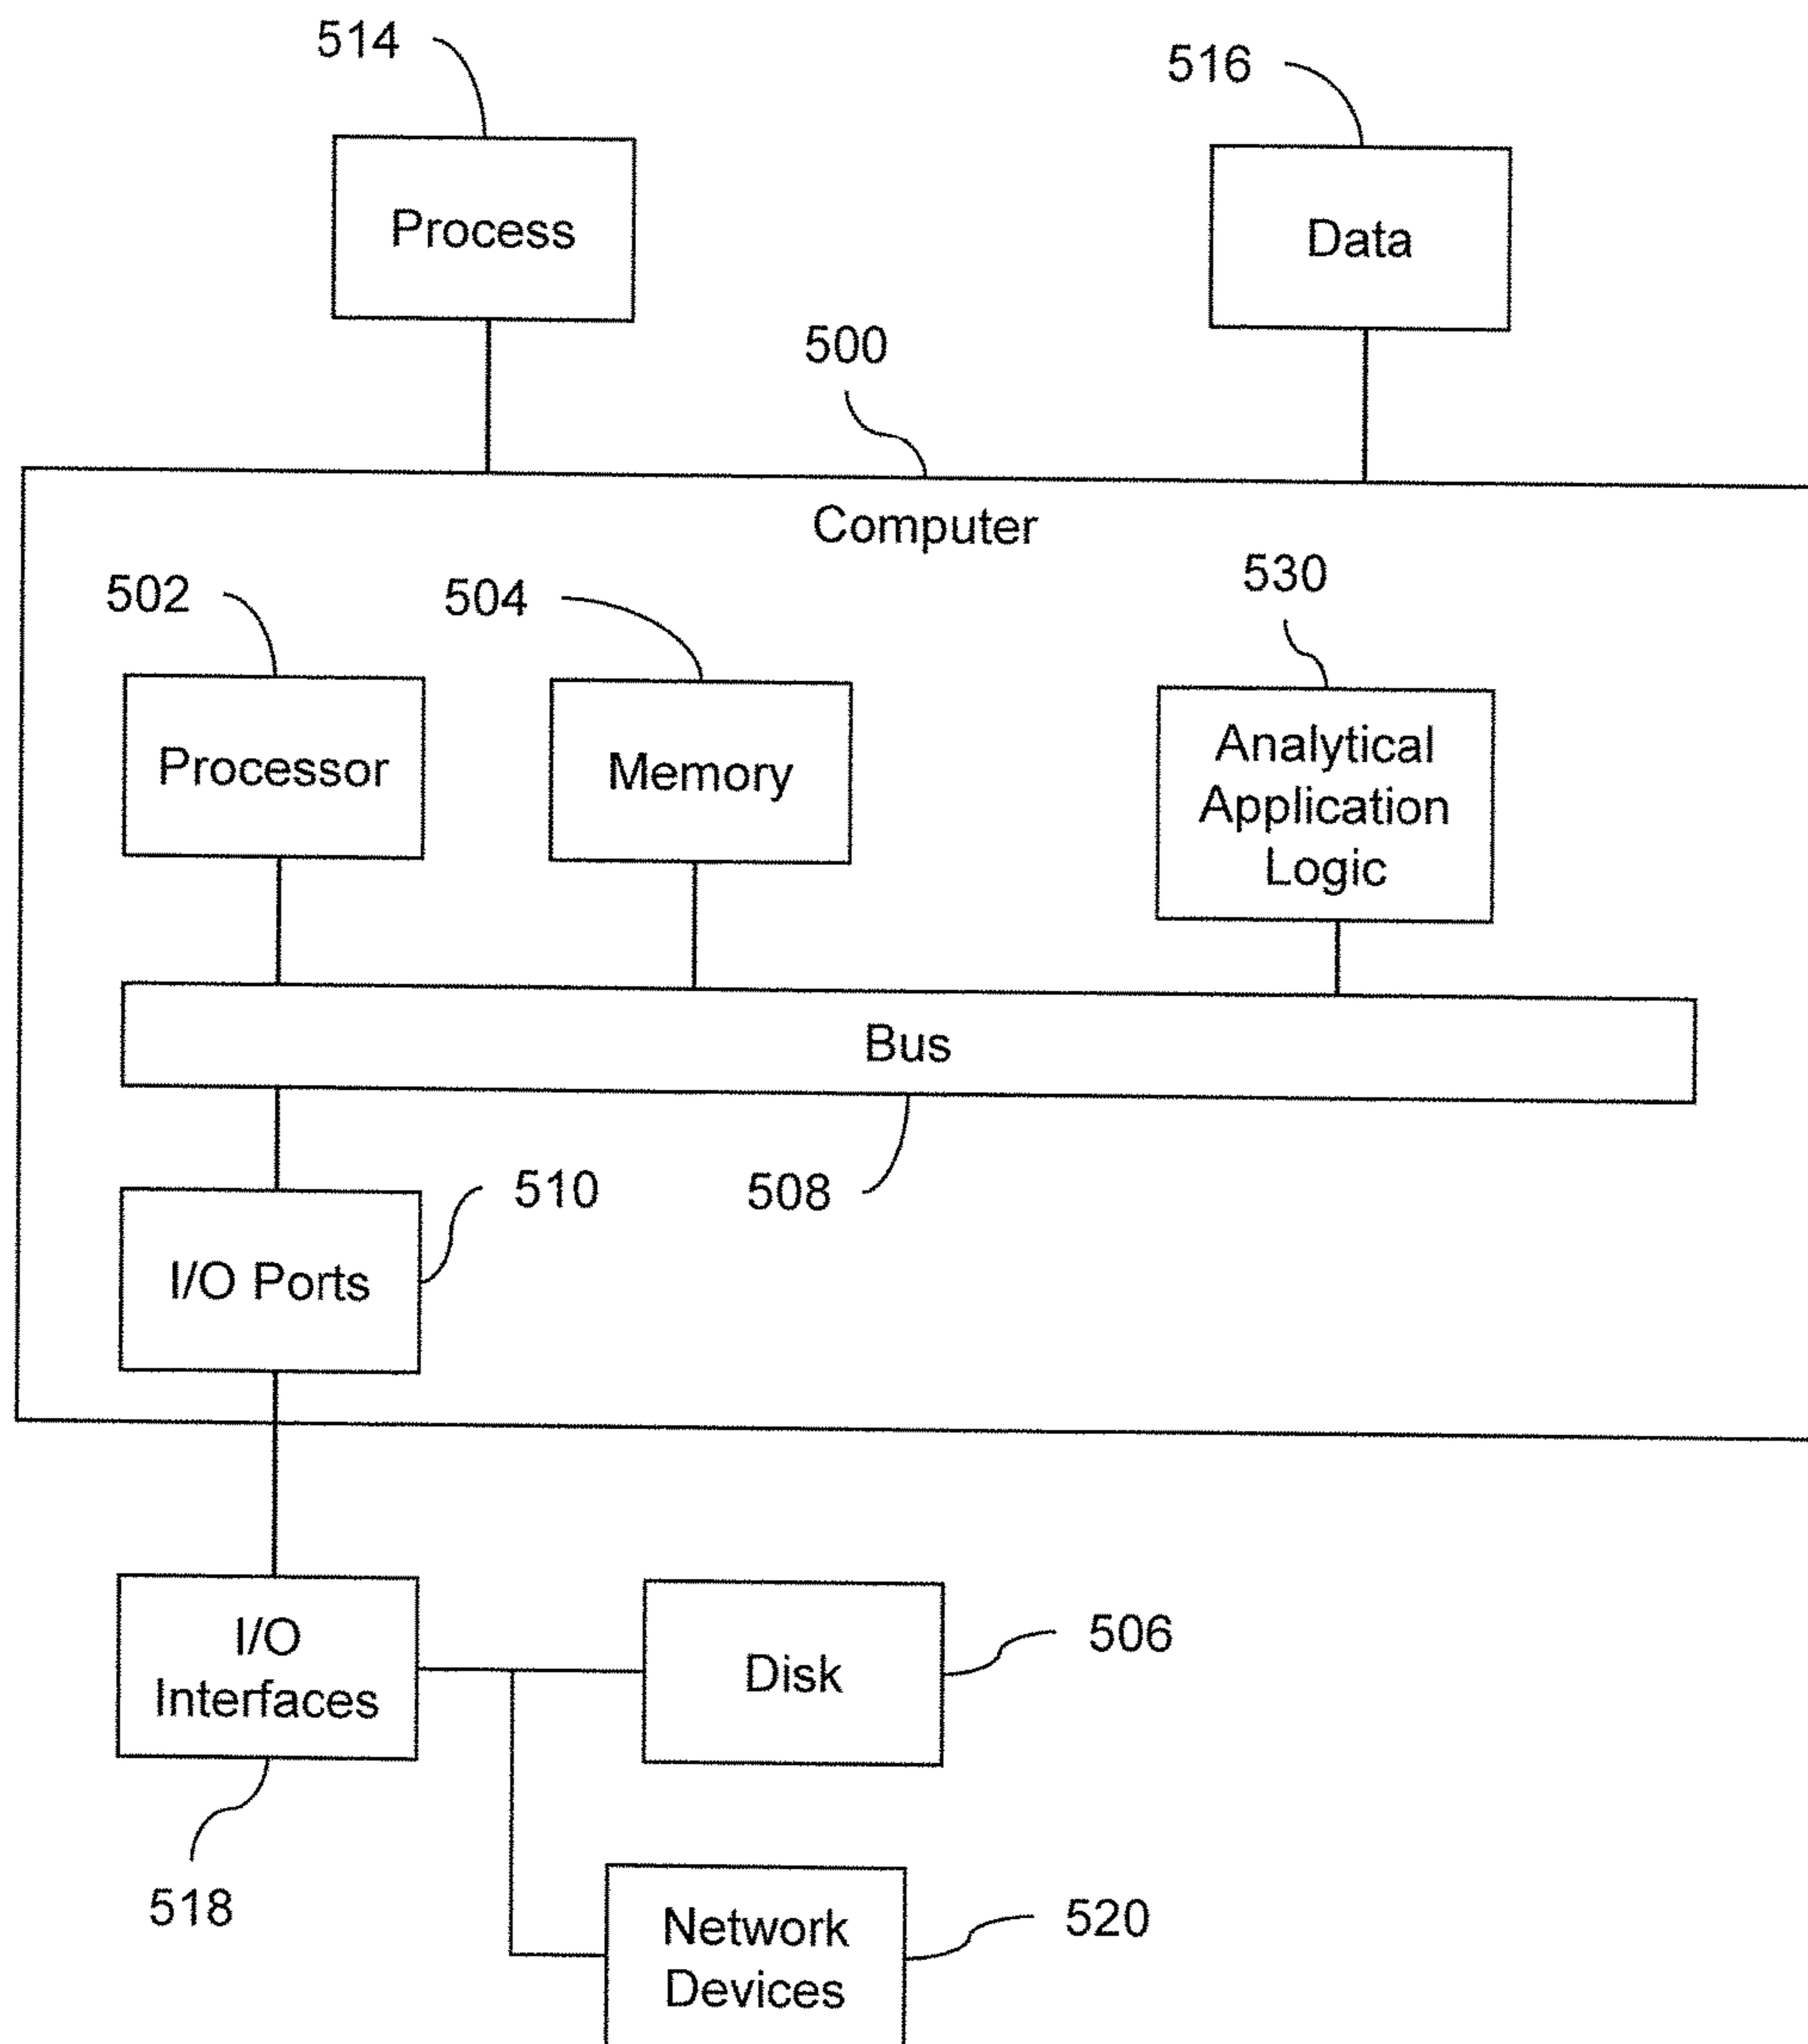 514
516
Process
Data
500
Computer
502
504
530
Processor
Memory
Analytical
Application
Logic
Bus
510
508
I/O Ports
I/O
Interfaces
Disk
506
518
Network
Devices
520